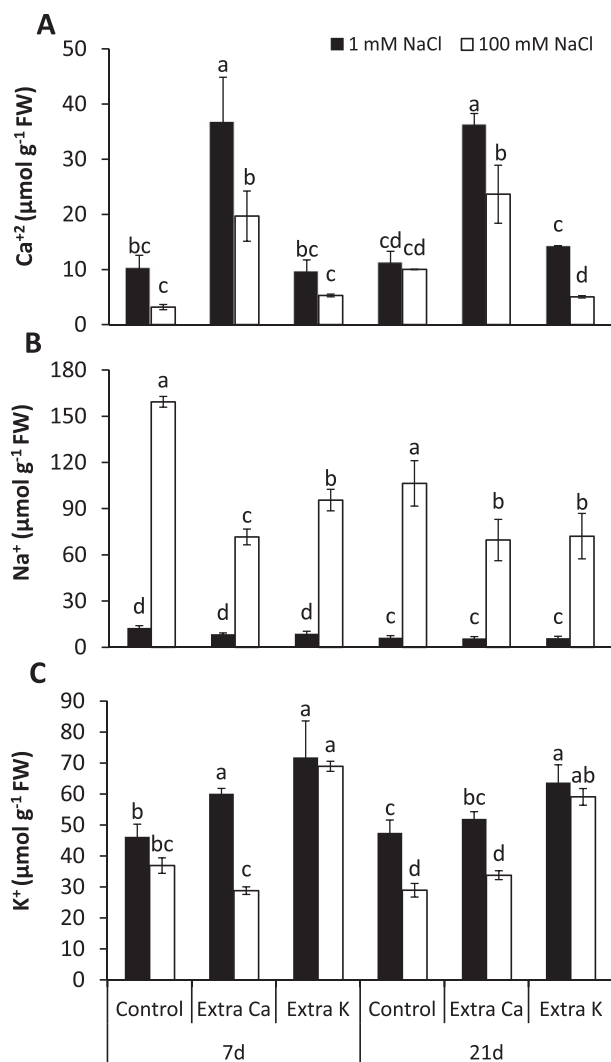 A
■ 1 mM NaCl □ 100 mM NaCl
Ca⁺² (µmol g⁻¹ FW)
50
40
30
20
10
0
bc c a b bc c cd cd a b c d
B
Na⁺ (µmol g⁻¹ FW)
180
150
120
90
60
30
0
d a d c d b c a c b c b
C
K⁺ (µmol g⁻¹ FW)
90
80
70
60
50
40
30
20
10
0
b bc a c a a c d bc d a ab
Control Extra Ca Extra K Control Extra Ca Extra K
7d 21d